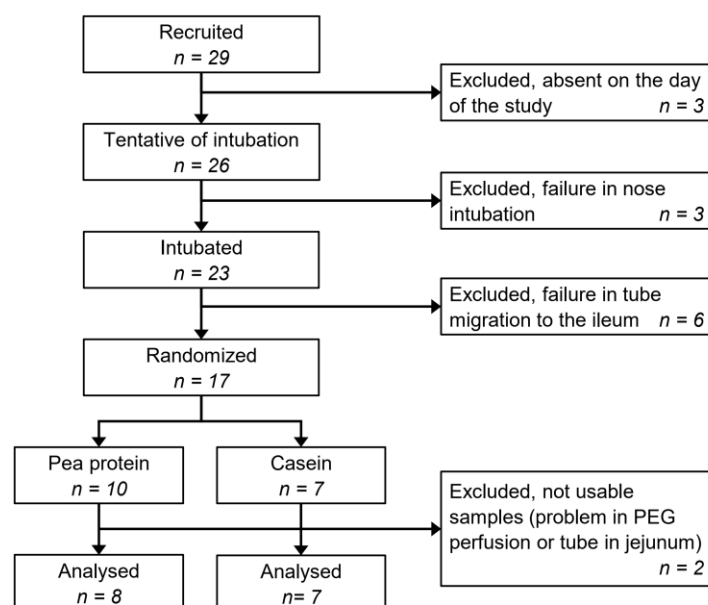 Recruited
n = 29
Excluded, absent on the day
of the study
n = 3
Tentative of intubation
n = 26
Excluded, failure in nose
intubation
n = 3
Intubated
n = 23
Excluded, failure in tube
migration to the ileum
n = 6
Randomized
n = 17
Pea protein
n = 10
Casein
n = 7
Excluded, not usable
samples (problem in PEG
perfusion or tube in jejunum)
n = 2
Analysed
n = 8
Analysed
n= 7